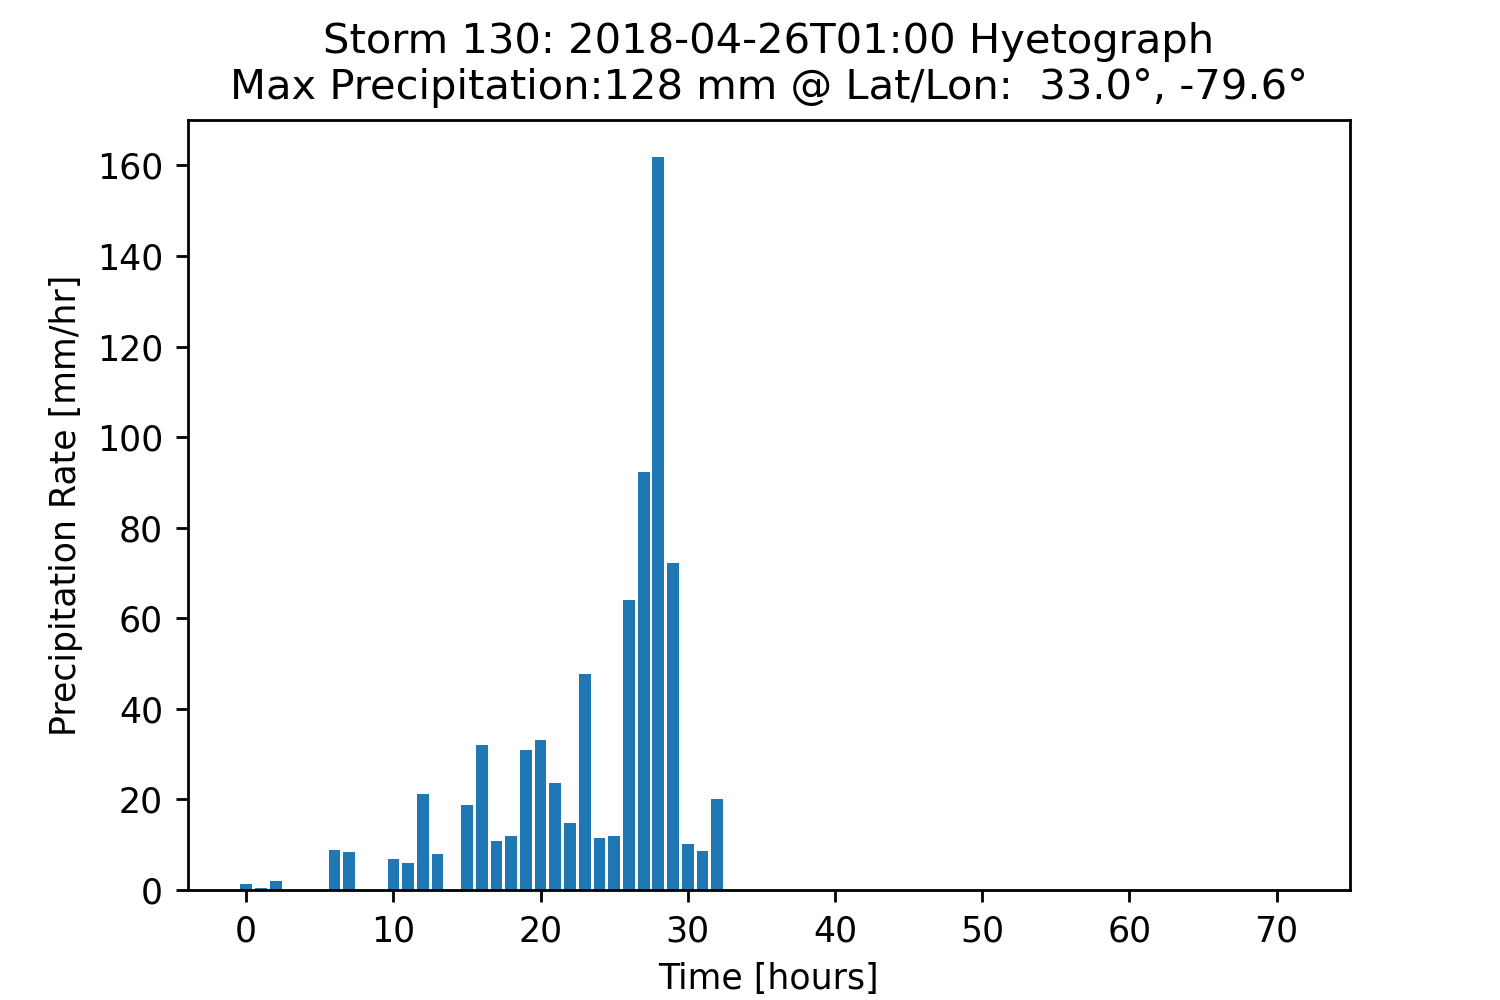 Storm 130: 2018-04-26T01:00 Hyetograph
Max Precipitation:128 mm @ Lat/Lon:  33.0°, -79.6°
Precipitation Rate [mm/hr]
160
140
120
100
80
60
40
20
0
0 10 20 30 40 50 60 70
Time [hours]